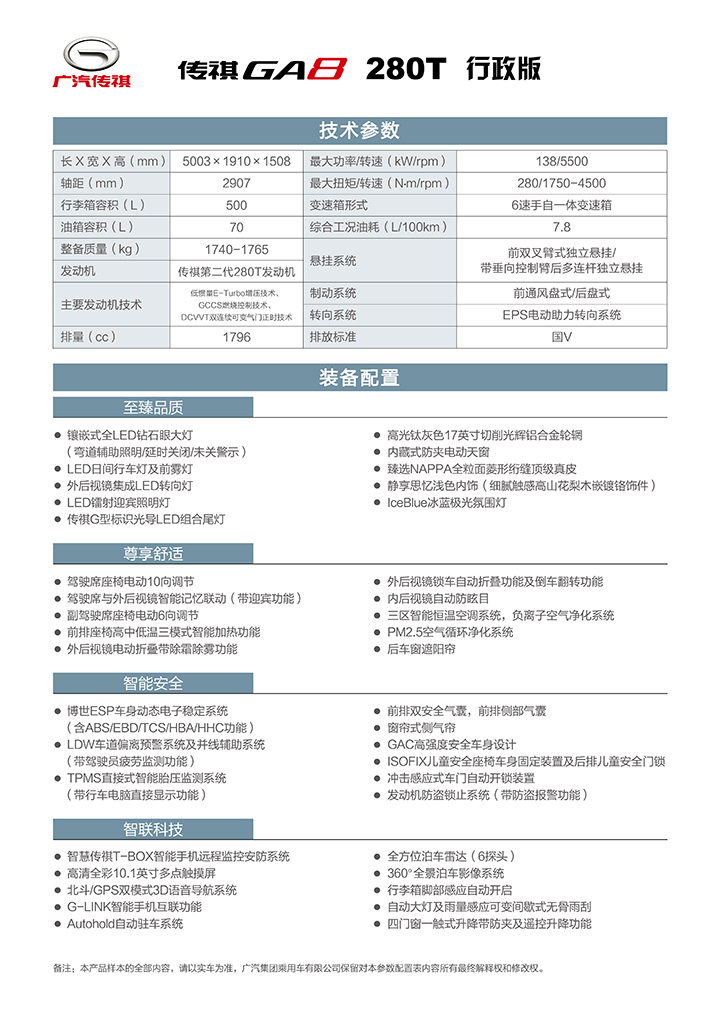 广汽传祺
传祺GA8 280T 行政版
技术参数
长X宽X高（mm） 5003×1910×1508 最大功率/转速（kW/rpm） 138/5500
轴距（mm） 2907 最大扭矩/转速（N·m/rpm） 280/1750-4500
行李箱容积（L） 500 变速箱形式 6速手自一体变速箱
油箱容积（L） 70 综合工况油耗（L/100km） 7.8
整备质量（kg） 1740-1765 悬挂系统 前双叉臂式独立悬挂/
带垂向控制臂后多连杆独立悬挂
发动机 传祺第二代280T发动机
主要发动机技术 低惯量E-Turbo增压技术、
GCCS燃烧控制技术、
DCVVT双连续可变气门正时技术
制动系统 前通风盘式/后盘式
转向系统 EPS电动助力转向系统
排量（cc） 1796 排放标准 国V
装备配置
至臻品质
● 镶嵌式全LED钻石眼大灯
（弯道辅助照明/延时关闭/未关警示）
● LED日间行车灯及前雾灯
● 外后视镜集成LED转向灯
● LED镭射迎宾照明灯
● 传祺G型标识光导LED组合尾灯
● 高光钛灰色17英寸切削光辉铝合金轮辋
● 内藏式防夹电动天窗
● 臻选NAPPA全粒面菱形绗缝顶级真皮
● 静享思忆浅色内饰（细腻触感高山花梨木嵌镀铬饰件）
● IceBlue冰蓝极光氛围灯
尊享舒适
● 驾驶席座椅电动10向调节
● 驾驶席与外后视镜智能记忆联动（带迎宾功能）
● 副驾驶席座椅电动6向调节
● 前排座椅高中低温三模式智能加热功能
● 外后视镜电动折叠带除霜除雾功能
● 外后视镜锁车自动折叠功能及倒车翻转功能
● 内后视镜自动防眩目
● 三区智能恒温空调系统，负离子空气净化系统
● PM2.5空气循环净化系统
● 后车窗遮阳帘
智能安全
● 博世ESP车身动态电子稳定系统
（含ABS/EBD/TCS/HBA/HHC功能）
● LDW车道偏离预警系统及并线辅助系统
（带驾驶员疲劳监测功能）
● TPMS直接式智能胎压监测系统
（带行车电脑直接显示功能）
● 前排双安全气囊，前排侧部气囊
● 窗帘式侧气帘
● GAC高强度安全车身设计
● ISOFIX儿童安全座椅车身固定装置及后排儿童安全门锁
● 冲击感应式车门自动开锁装置
● 发动机防盗锁止系统（带防盗报警功能）
智联科技
● 智慧传祺T-BOX智能手机远程监控安防系统
● 高清全彩10.1英寸多点触摸屏
● 北斗/GPS双模式3D语音导航系统
● G-LINK智能手机互联功能
● Autohold自动驻车系统
● 全方位泊车雷达（6探头）
● 360°全景泊车影像系统
● 行李箱脚部感应自动开启
● 自动大灯及雨量感应可变间歇式无骨雨刮
● 四门窗一触式升降带防夹及遥控升降功能
备注：本产品样本的全部内容，请以实车为准，广汽集团乘用车有限公司保留对本参数配置表内容所有最终解释权和修改权。